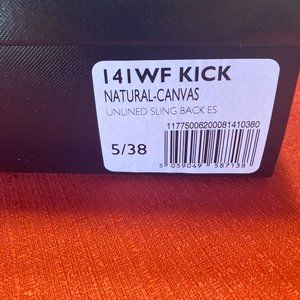 141WF KICK
NATURAL-CANVAS
UNLINED SLING BACK ES
11775006200081410380
5/38
5 059049 587138